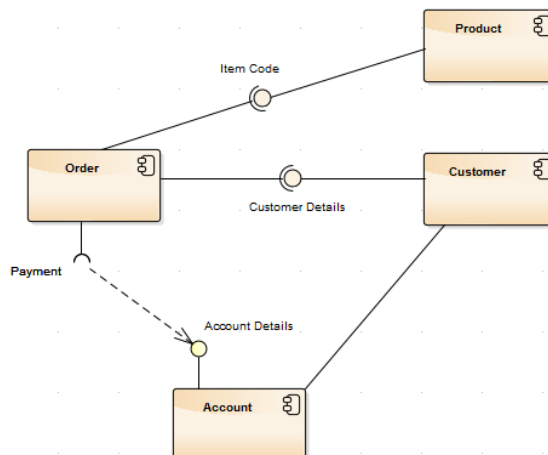 Product
Item Code
Order
Customer
Customer Details
Payment
Account Details
Account